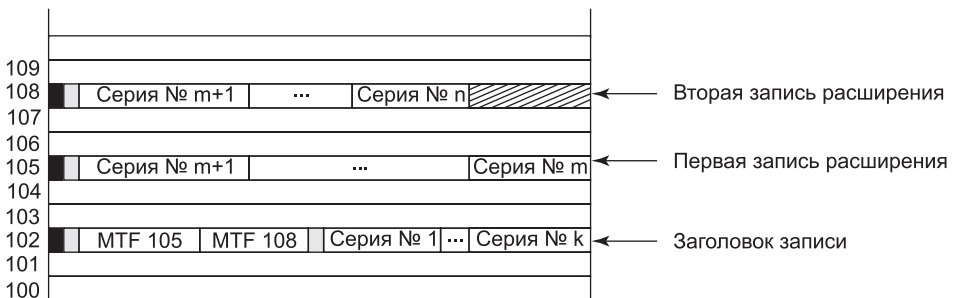 109
108 Серия № m+1 ... Серия № n Вторая запись расширения
107
106
105 Серия № m+1 ... Серия № m Первая запись расширения
104
103
102 MTF 105 MTF 108 Серия № 1 ... Серия № k Заголовок записи
101
100